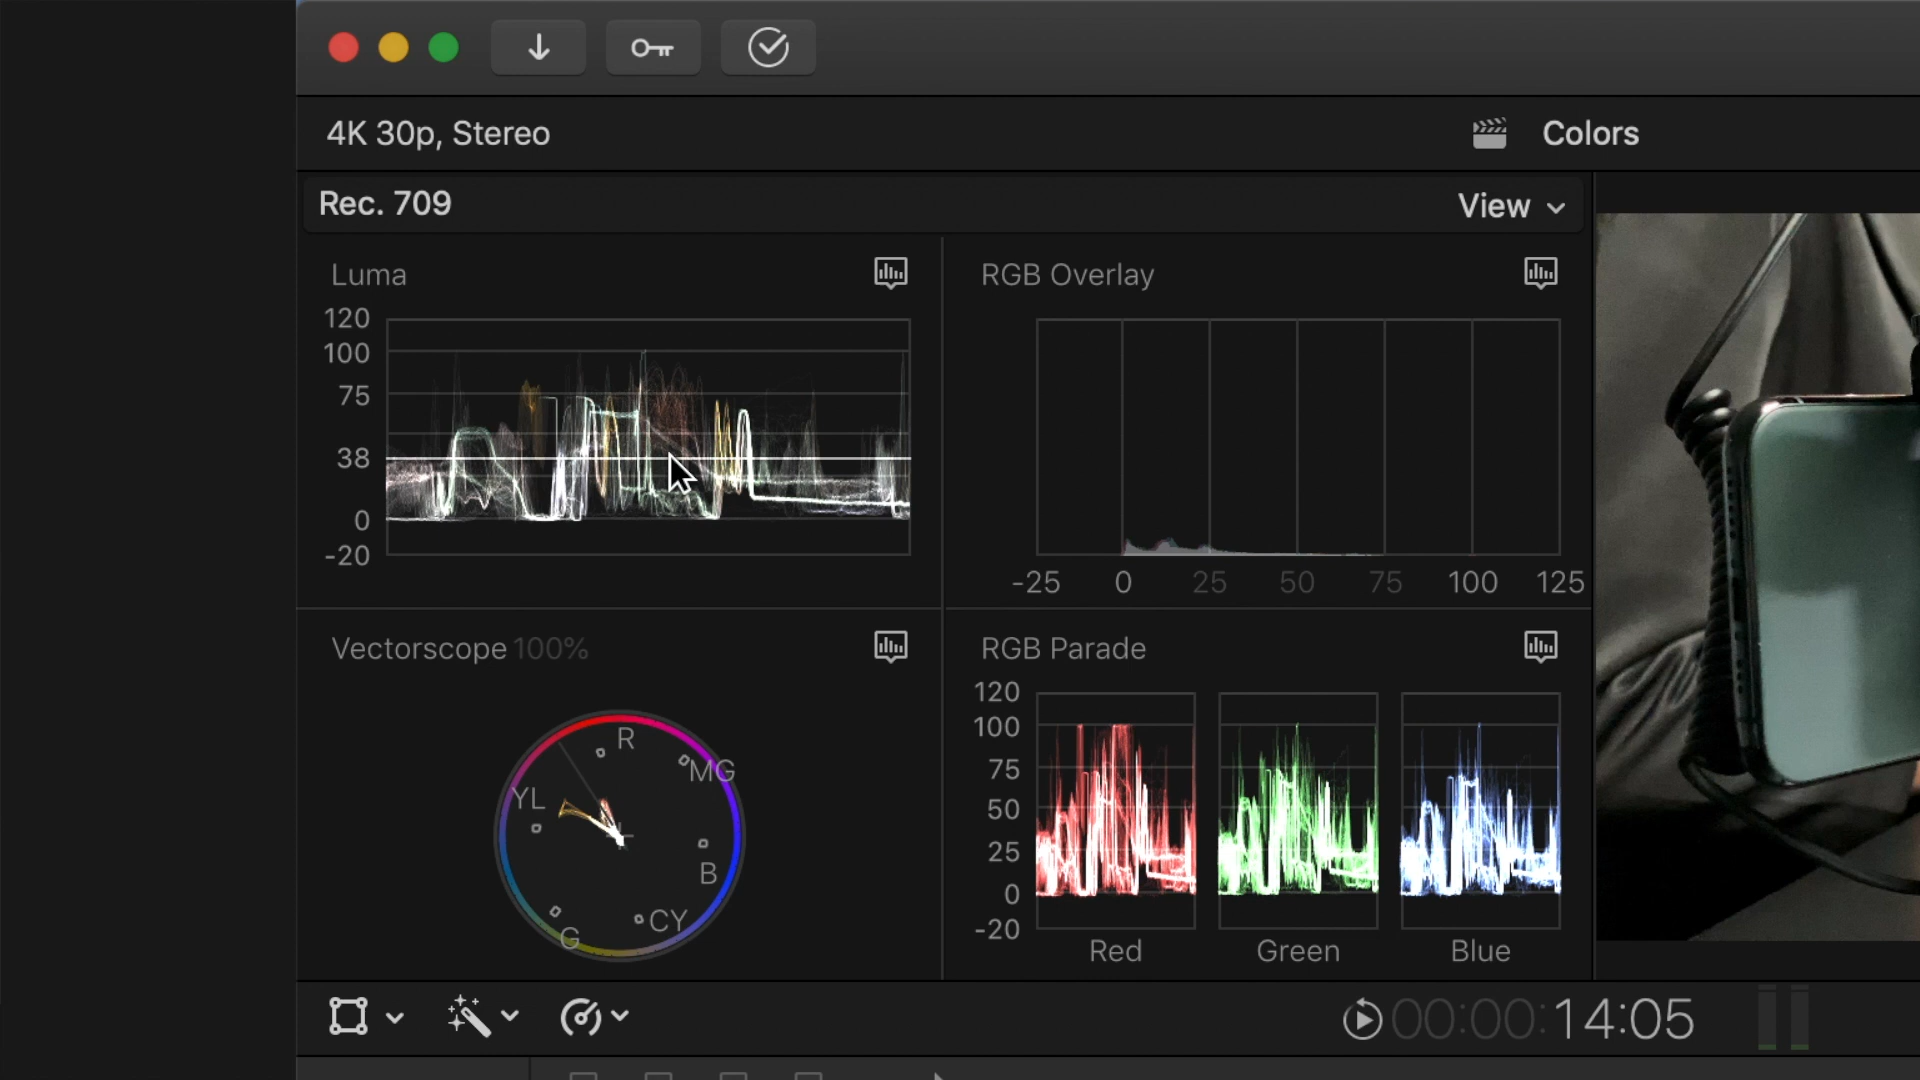 4K 30p, Stereo
Colors
Rec. 709
View
Luma
120
100
75
38
0
-20
RGB Overlay
-25 0 25 50 75 100 125
Vectorscope 100%
R
MG
YL
B
CY
G
RGB Parade
120
100
75
50
25
0
-20
Red Green Blue
00:00:14:05